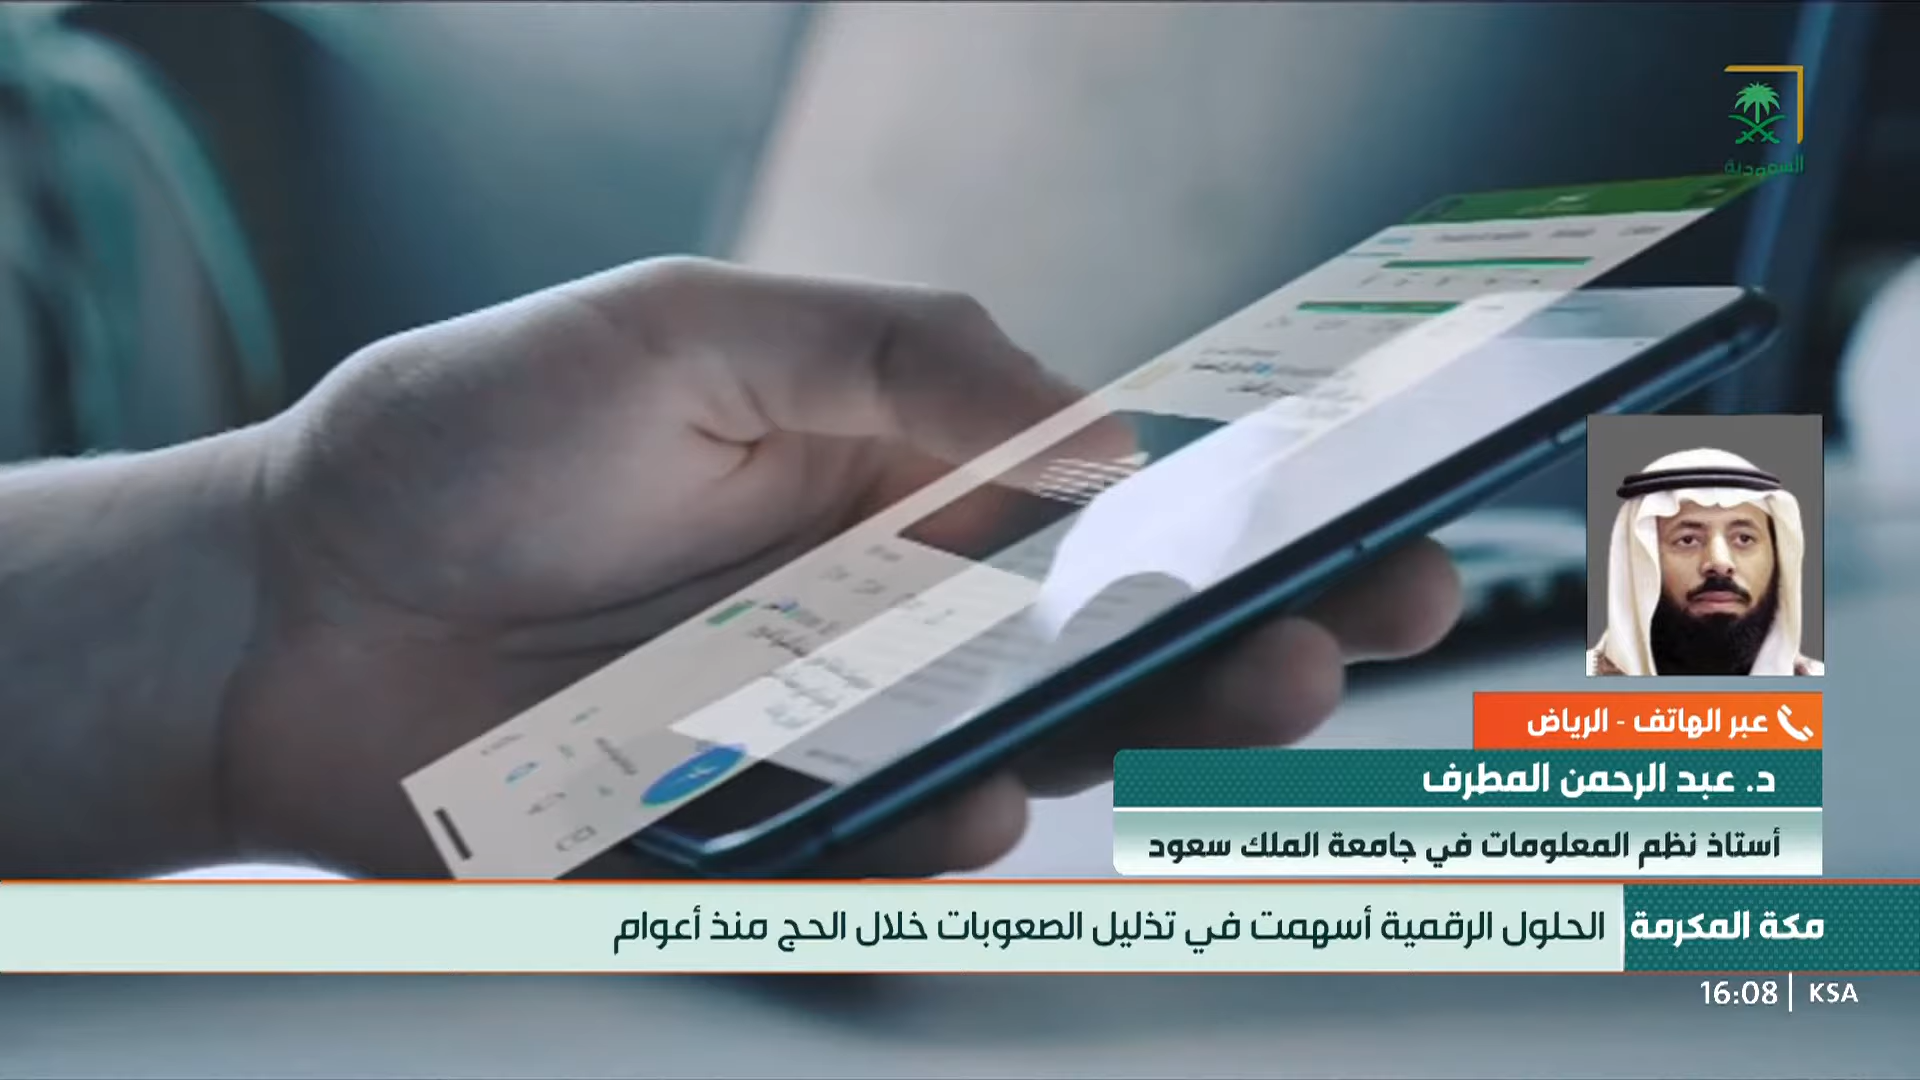 السعودية
عبر الهاتف - الرياض
د. عبد الرحمن المطرف
أستاذ نظم المعلومات في جامعة الملك سعود
مكة المكرمة
الحلول الرقمية أسهمت في تذليل الصعوبات خلال الحج منذ أعوام
16:08 | KSA